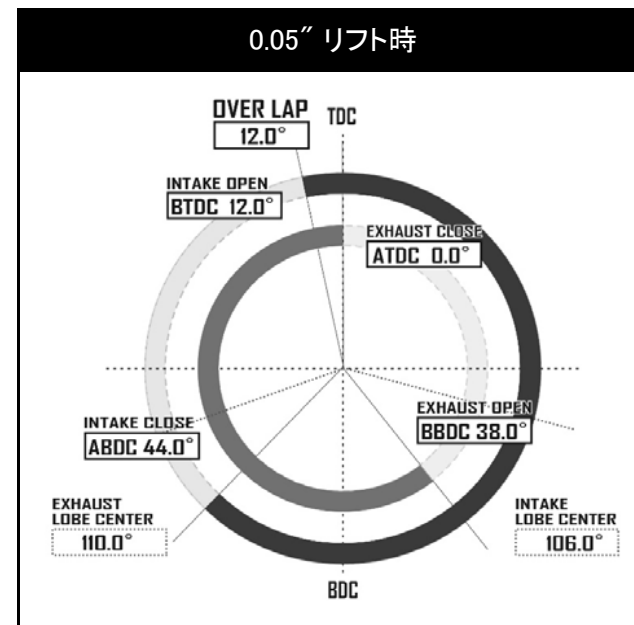 0.05″ リフト時
OVER LAP
12.0°
TDC
INTAKE OPEN
BTDC 12.0°
EXHAUST CLOSE
ATDC 0.0°
INTAKE CLOSE
ABDC 44.0°
EXHAUST OPEN
BBDC 38.0°
EXHAUST
LOBE CENTER
110.0°
INTAKE
LOBE CENTER
106.0°
BDC